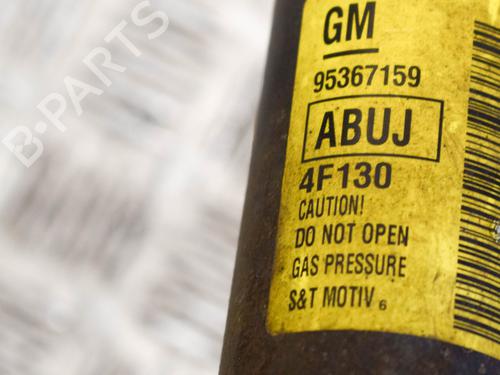 B-PARTS
GM
95367159
ABUJ
4F130
CAUTION!
DO NOT OPEN
GAS PRESSURE
S&T MOTIV 6